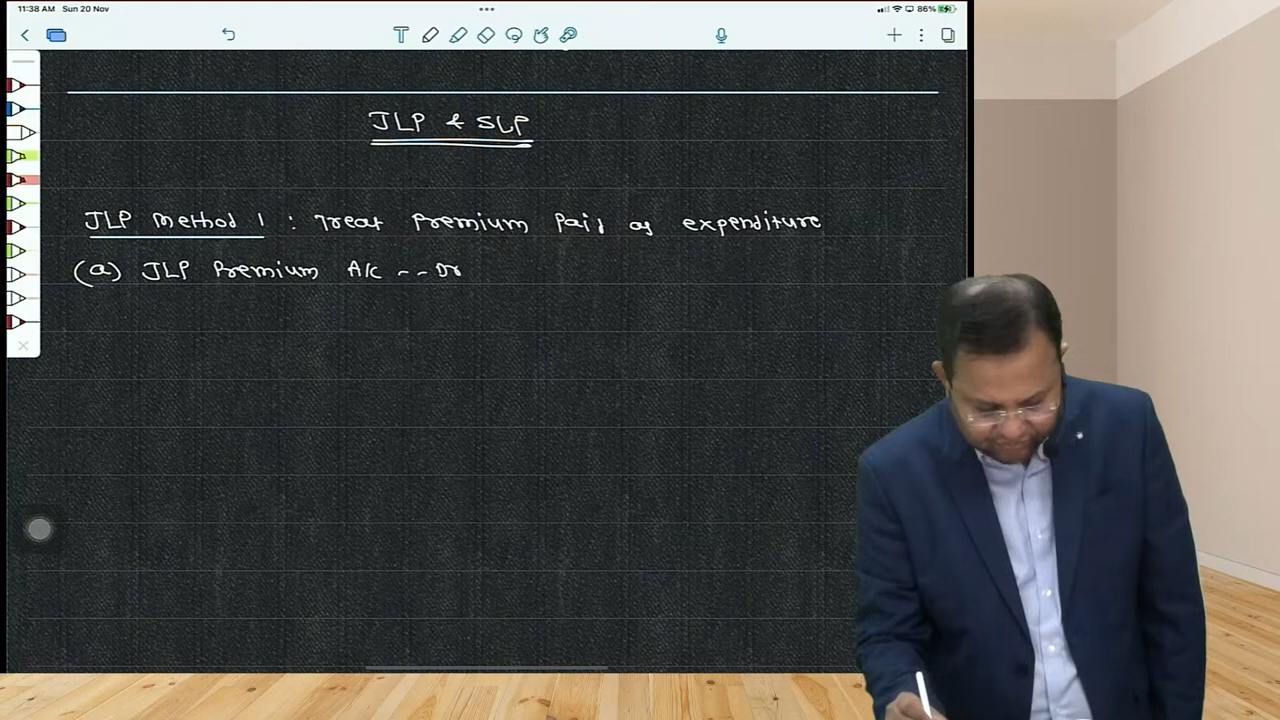 11:38 AM Sun 20 Nov
86%
JLP & SLP
JLP Method 1 : Treat Premium Paid as expenditure
(a) JLP Premium A/c -- Dr